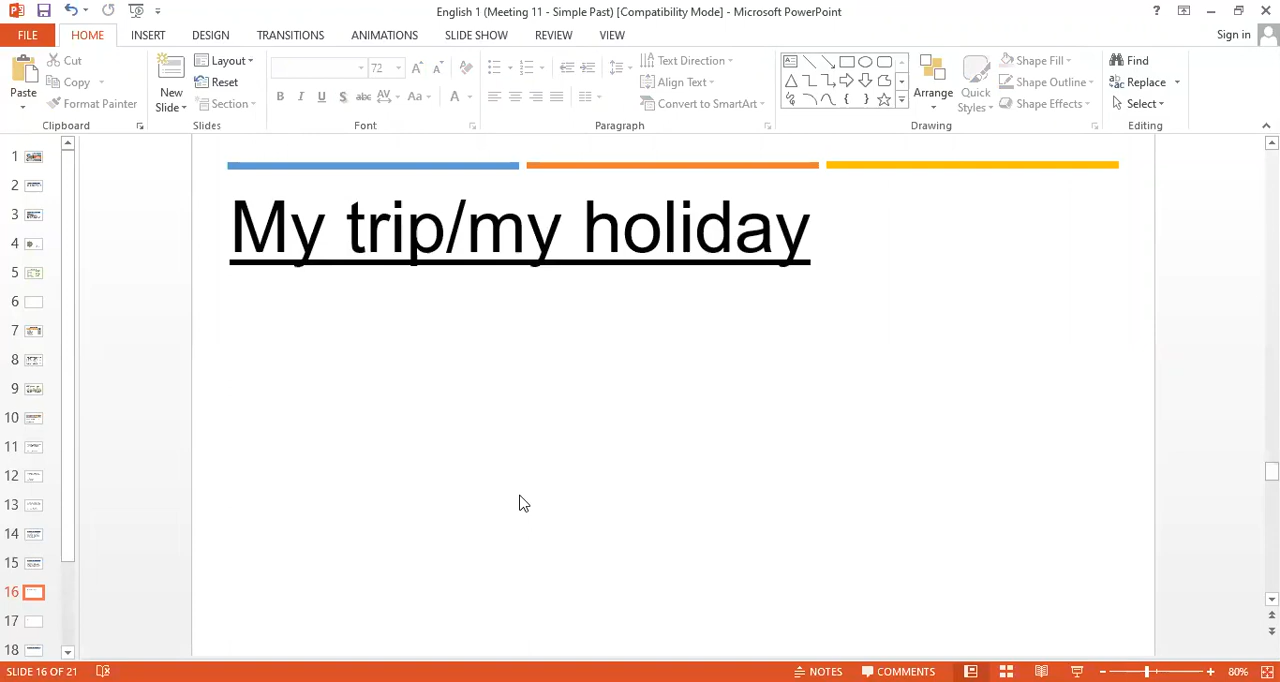 English 1 (Meeting 11 - Simple Past) [Compatibility Mode] - Microsoft PowerPoint
FILE HOME INSERT DESIGN TRANSITIONS ANIMATIONS SLIDE SHOW REVIEW VIEW Sign in
Paste
Cut
Copy
Format Painter
Clipboard
New Slide
Layout
Reset
Section
Slides
72
B I U S abc AV Aa A
Font
Text Direction
Align Text
Convert to SmartArt
Paragraph
Arrange
Quick Styles
Shape Fill
Shape Outline
Shape Effects
Drawing
Find
Replace
Select
Editing
1
2
3
4
5
6
7
8
9
10
11
12
13
14
15
16
17
18
My trip/my holiday
SLIDE 16 OF 21 NOTES COMMENTS 80%